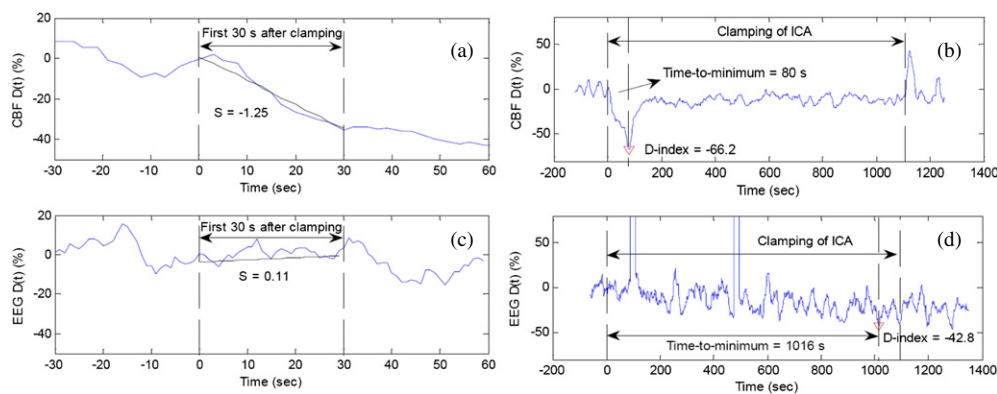 20
First 30 s after clamping
(a)
0
S = -1.25
-20
-40
CBF D(t) (%)
-30 -20 -10 0 10 20 30 40 50 60
Time (sec)
50
Clamping of ICA
(b)
Time-to-minimum = 80 s
0
-50
D-index = -66.2
CBF D(t) (%)
-200 0 200 400 600 800 1000 1200 1400
Time (sec)
20
First 30 s after clamping
(c)
0
S = 0.11
-20
-40
EEG D(t) (%)
-30 -20 -10 0 10 20 30 40 50 60
Time (sec)
50
Clamping of ICA
(d)
0
-50
D-index = -42.8
Time-to-minimum = 1016 s
EEG D(t) (%)
-200 0 200 400 600 800 1000 1200 1400
Time (sec)